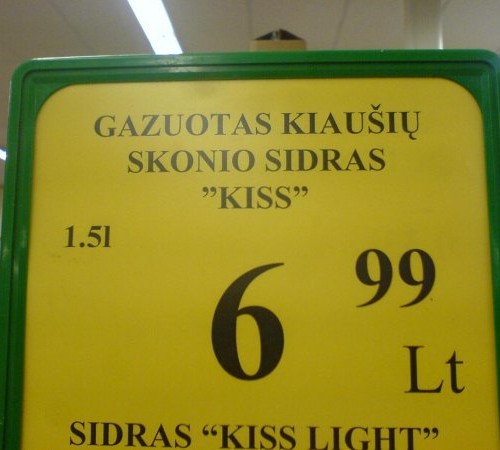 GAZUOTAS KIAUŠIŲ
SKONIO SIDRAS
”KISS”
1.5l
6 99
Lt
SIDRAS “KISS LIGHT”